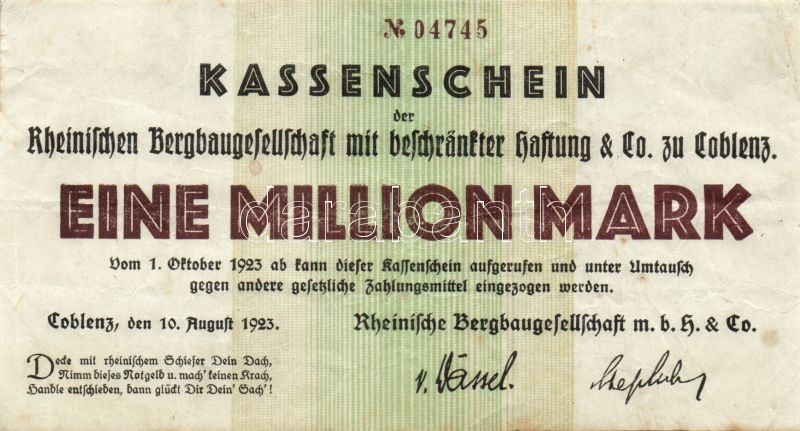 № 04745
KASSENSCHEIN
der
Rheinischen Bergbaugesellschaft mit beschränkter Haftung & Co. zu Coblenz.
EINE MILLION MARK
darabanth
Vom 1. Oktober 1923 ab kann dieser Kassenschein aufgerufen und unter Umtausch
gegen andere gesetzliche Zahlungsmittel eingezogen werden.
Coblenz, den 10. August 1923.
Rheinische Bergbaugesellschaft m. b. H. & Co.
Decke mit rheinischem Schiefer Dein Dach,
Nimm dieses Notgeld u. mach' keinen Krach,
Handle entschieden, dann glückt Dir Dein' Sach'!
v. Wassel.